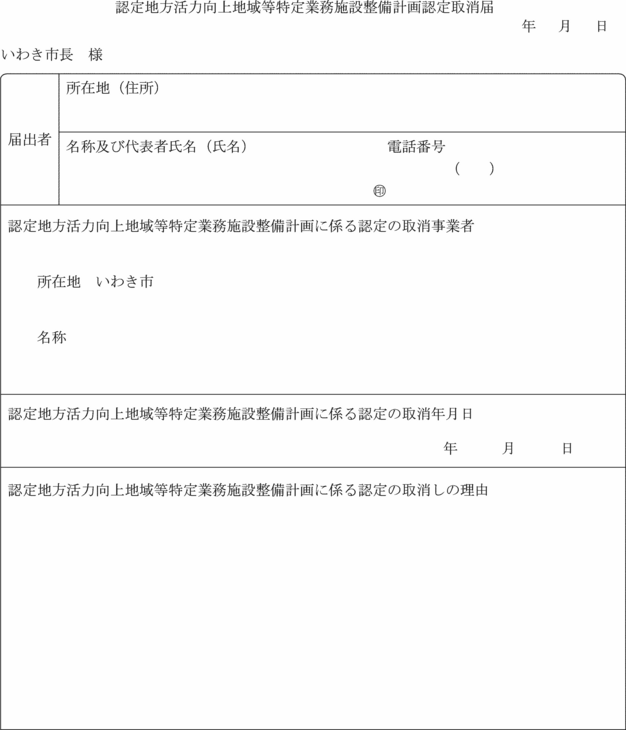 認定地方活力向上地域等特定業務施設整備計画認定取消届
年　月　日
いわき市長　様
届出者
所在地（住所）
名称及び代表者氏名（氏名）　電話番号
（　　）
㊞
認定地方活力向上地域等特定業務施設整備計画に係る認定の取消事業者
所在地　いわき市
名称
認定地方活力向上地域等特定業務施設整備計画に係る認定の取消年月日
年　月　日
認定地方活力向上地域等特定業務施設整備計画に係る認定の取消しの理由